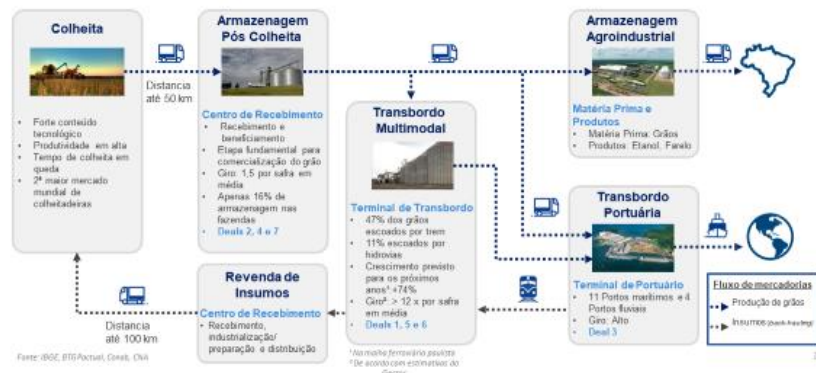 Colheita
Forte conteúdo
tecnológico
Produtividade em alta
Tempo de colheita em
queda
2º maior mercado
mundial de
colheitadeiras
Distancia
até 50 km
Armazenagem
Pós Colheita
Centro de Recebimento
Recebimento e
beneficiamento
Etapa fundamental para
comercialização do grão
Giro: 1,5 por safra em
média
Apenas 16% de
armazenagem nas
fazendas
Deals 2, 4 e 7
Transbordo
Multimodal
Terminal de Transbordo
47% dos grãos
escoados por trem
11% escoados por
hidrovias
Crescimento previsto
para os próximos
anos¹ +74%
Giro²: > 12 x por safra
em média
Deals 1, 5 e 6
Armazenagem
Agroindustrial
Matéria Prima e
Produtos
Matéria Prima: Grãos
Produtos: Etanol, Farelo
Transbordo
Portuária
Terminal de Portuário
11 Portos marítimos e 4
Portos fluviais
Giro: Alto
Deal 3
Revenda de
Insumos
Centro de Recebimento
Recebimento,
industrialização/
preparação e distribuição
Distancia
até 100 km
Fluxo de mercadorias
Produção de grãos
Insumos (back-hauling)
Fonte: IBGE, BTG Pactual, Conab, CNA
¹ Na malha ferroviária paulista
² De acordo com estimativas do